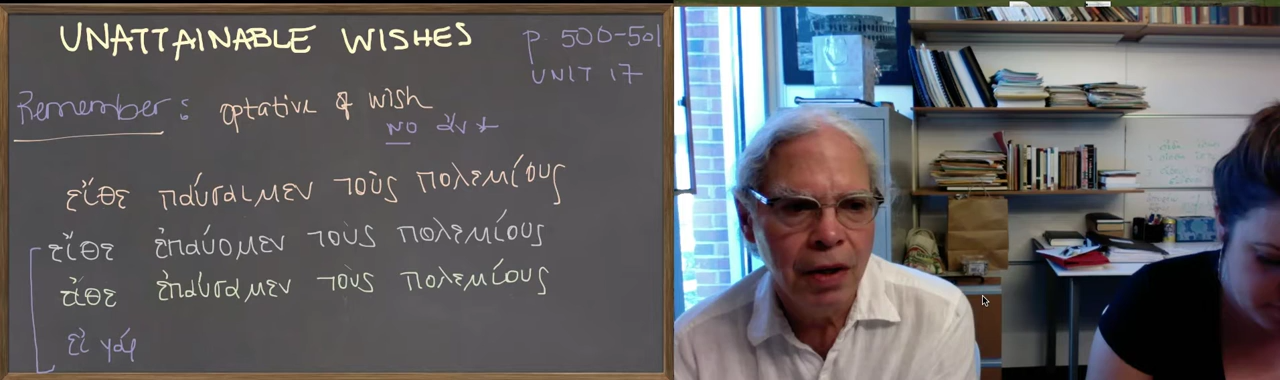 UNATTAINABLE WISHES
p. 500-501
UNIT 17
Remember: optative of wish
NO ἄν *
εἴθε παύσαιμεν τοὺς πολεμίους
εἴθε ἐπαύομεν τοὺς πολεμίους
εἴθε ἐπαύσαμεν τοὺς πολεμίους
εἰ γάρ